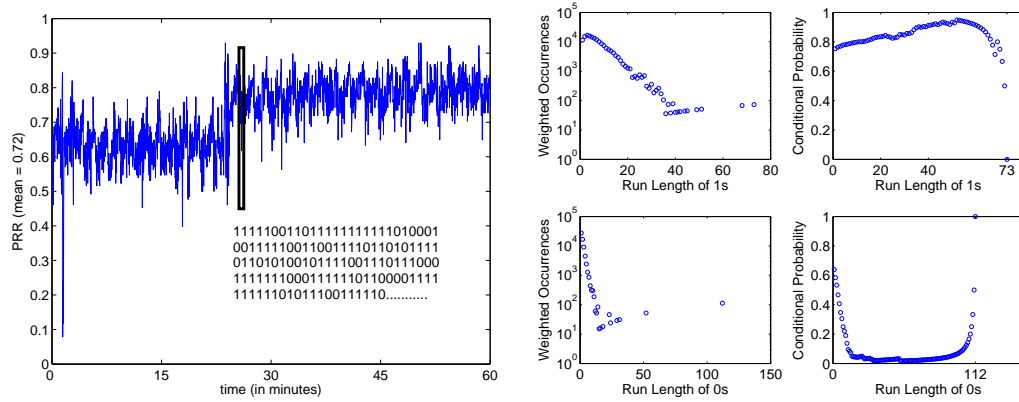 1
0.9
0.8
0.7
0.6
0.5
0.4
0.3
0.2
0.1
0
PRR (mean = 0.72)
111110011011111111111010001
001111100110011110110101111
011010100101111001110111000
111111100011111101100001111
11111101011100111110...........
0 15 30 45 60
time (in minutes)
10^5
10^4
10^3
10^2
10^1
10^0
Weighted Occurrences
0 20 40 60 80
Run Length of 1s
1
0.8
0.6
0.4
0.2
0
Conditional Probability
0 20 40 73
Run Length of 1s
10^5
10^4
10^3
10^2
10^1
10^0
Weighted Occurrences
0 50 100 150
Run Length of 0s
1
0.8
0.6
0.4
0.2
0
Conditional Probability
0 112
Run Length of 0s